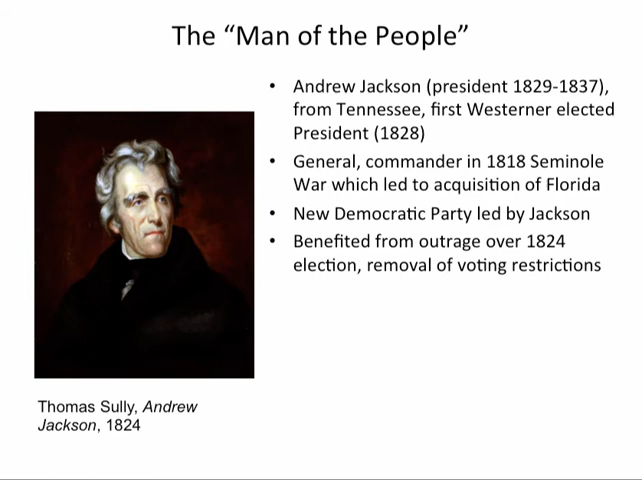 The “Man of the People”
• Andrew Jackson (president 1829-1837),
from Tennessee, first Westerner elected
President (1828)
• General, commander in 1818 Seminole
War which led to acquisition of Florida
• New Democratic Party led by Jackson
• Benefited from outrage over 1824
election, removal of voting restrictions
Thomas Sully, Andrew
Jackson, 1824